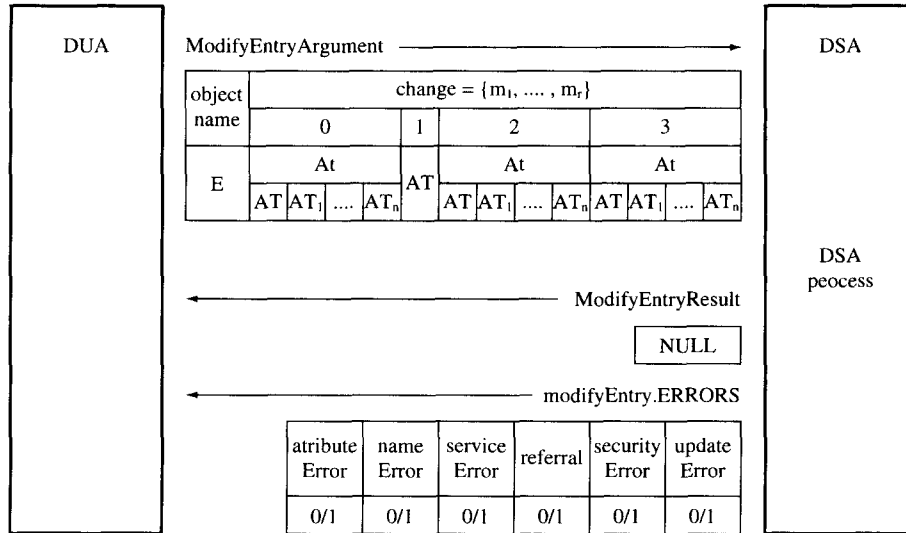 DUA
ModifyEntryArgument
DSA
object name
change = {m₁, .... , mᵣ}
0 1 2 3
E
At AT At At
AT AT₁ .... ATₙ AT AT₁ .... ATₙ AT AT₁ .... ATₙ
DSA
peocess
ModifyEntryResult
NULL
modifyEntry.ERRORS
atribute name service referral security update
Error Error Error Error Error
0/1 0/1 0/1 0/1 0/1 0/1